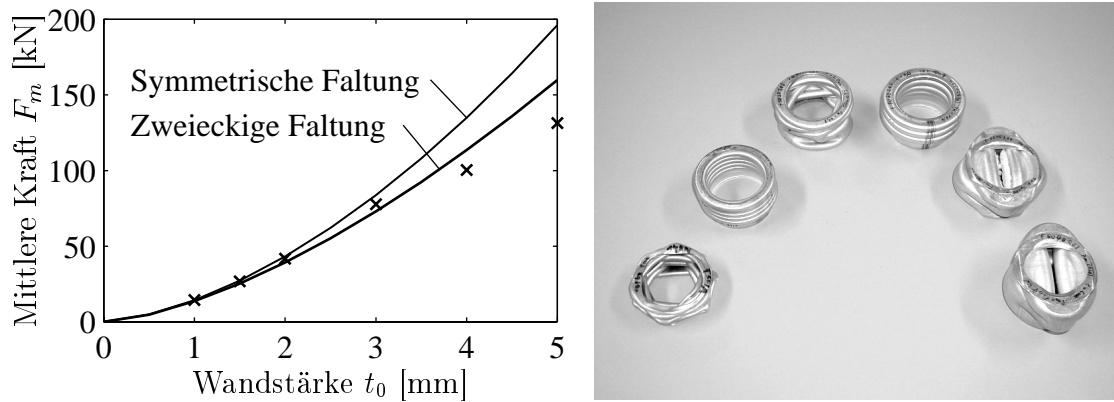 Mittlere Kraft F_m [kN]
200
150
100
50
0
Symmetrische Faltung
Zweieckige Faltung
0 1 2 3 4 5
Wandstärke t_0 [mm]